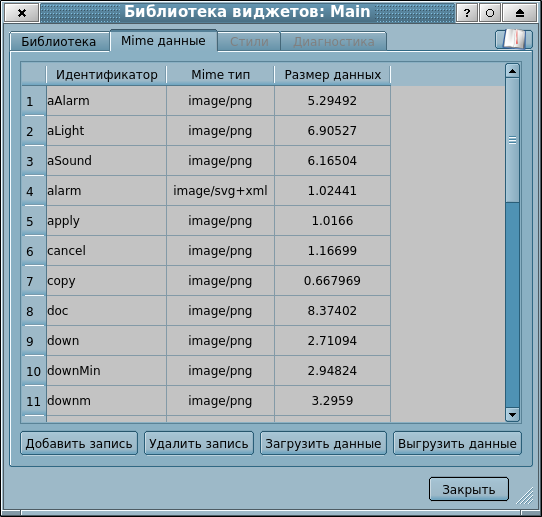 Библиотека виджетов: Main
Библиотека Mime данные Стили Диагностика
Идентификатор Mime тип Размер данных
1 aAlarm image/png 5.29492
2 aLight image/png 6.90527
3 aSound image/png 6.16504
4 alarm image/svg+xml 1.02441
5 apply image/png 1.0166
6 cancel image/png 1.16699
7 copy image/png 0.667969
8 doc image/png 8.37402
9 down image/png 2.71094
10 downMin image/png 2.94824
11 downm image/png 3.2959
Добавить запись Удалить запись Загрузить данные Выгрузить данные
Закрыть